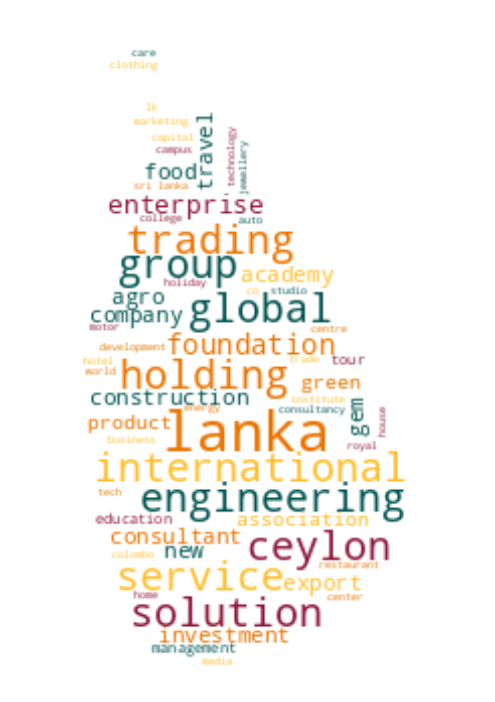 care
clothing
lk
marketing
capital
campus
travel
technology
jewellery
food
sri lanka
enterprise
college
auto
trading
group
academy
holiday
co
studio
agro
company
global
motor
centre
development
foundation
hotel
world
trade
tour
holding
green
construction
energy
institute
consultancy
gem
house
product
lanka
business
royal
international
tech
engineering
education
association
consultant
new
ceylon
colombo
restaurant
service
export
home
center
solution
investment
management
media